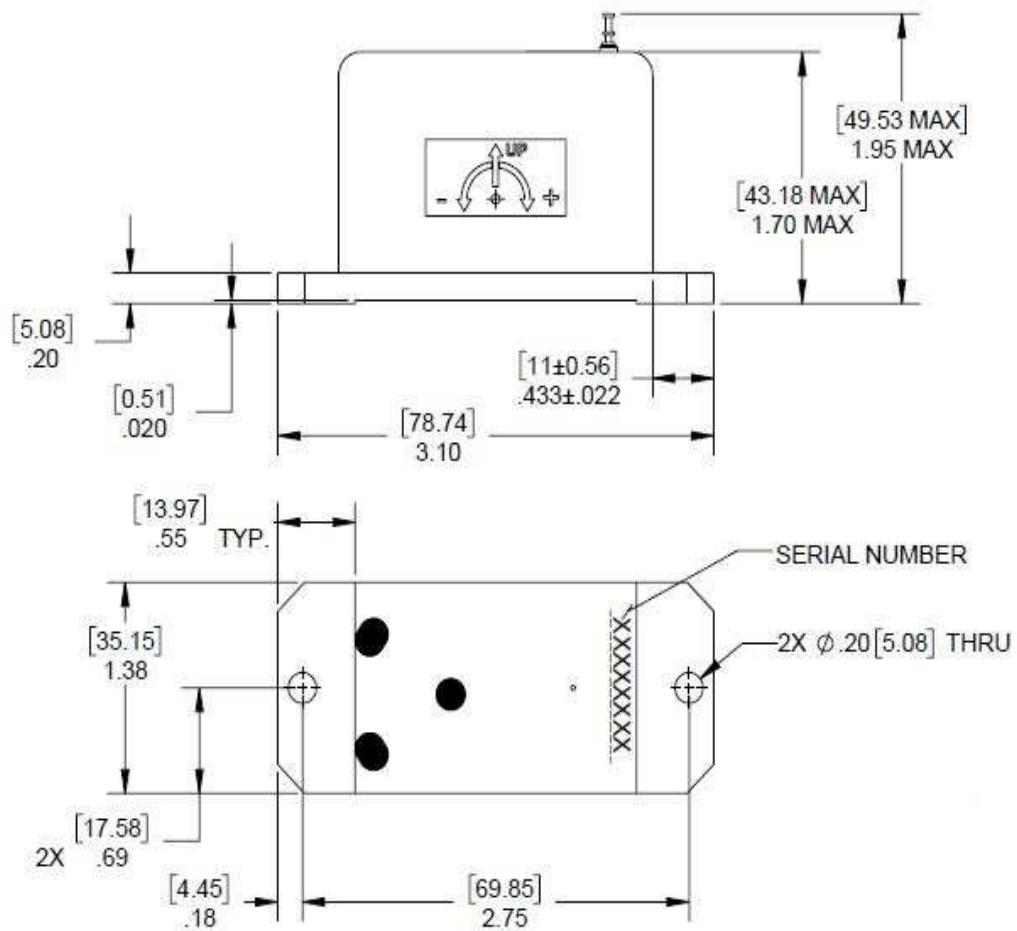 [49.53 MAX]
1.95 MAX
[43.18 MAX]
1.70 MAX
UP
- +
[5.08]
.20
[0.51]
.020
[11±0.56]
.433±.022
[78.74]
3.10
[13.97]
.55 TYP.
SERIAL NUMBER
[35.15]
1.38
2X ⌀.20[5.08] THRU
XXXXXXXX
[17.58]
2X .69
[4.45]
.18
[69.85]
2.75